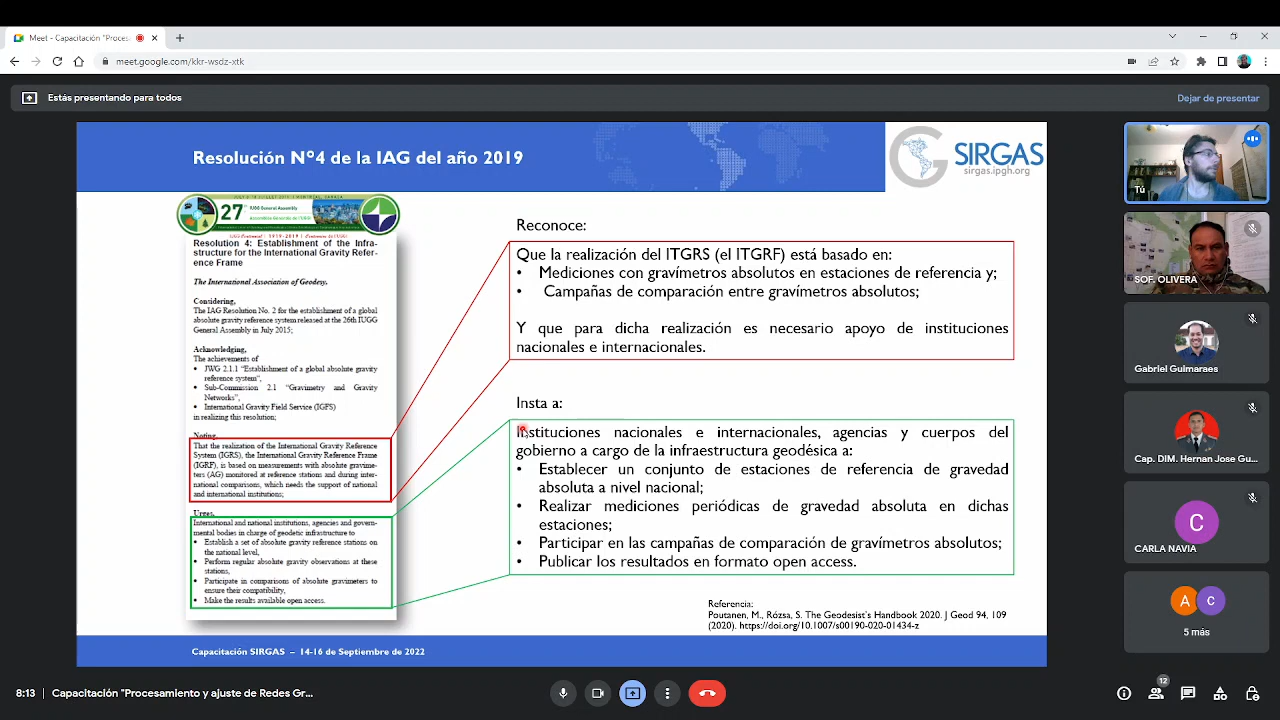 Meet - Capacitación "Proces
meet.google.com/kkr-wsdz-xtk
Estás presentando para todos
Dejar de presentar
Resolución N°4 de la IAG del año 2019
SIRGAS
sirgas.ipgh.org
27
IUGG General Assembly
Resolution 4: Establishment of the Infra-
structure for the International Gravity Refer-
ence Frame
The International Association of Geodesy,
Considering,
The IAG Resolution No. 2 for the establishment of a global
absolute gravity reference system released at the 26th IUGG
General Assembly in July 2015;
Acknowledging,
The achievements of
• JWG 2.1.1 "Establishment of a global absolute gravity
reference system",
• Sub-Commission 2.1 "Gravimetry and Gravity
Networks",
• International Gravity Field Service (IGFS)
in realizing this resolution;
Noting,
That the realization of the International Gravity Reference
System (IGRS), the International Gravity Reference Frame
(IGRF), is based on measurements with absolute gravime-
ters (AG) monitored at reference stations and during inter-
national comparisons, which needs the support of national
and international institutions;
Urges,
International and national institutions, agencies and govern-
mental bodies in charge of geodetic infrastructure to
• Establish a set of absolute gravity reference stations on
the national level,
• Perform regular absolute gravity observations at these
stations,
• Participate in comparisons of absolute gravimeters to
ensure their compatibility,
• Make the results available open access.
Reconoce:
Que la realización del ITGRS (el ITGRF) está basado en:
• Mediciones con gravímetros absolutos en estaciones de referencia y;
• Campañas de comparación entre gravímetros absolutos;
Y que para dicha realización es necesario apoyo de instituciones
nacionales e internacionales.
Insta a:
Instituciones nacionales e internacionales, agencias y cuerpos del
gobierno a cargo de la infraestructura geodésica a:
• Establecer un conjunto de estaciones de referencia de gravedad
absoluta a nivel nacional;
• Realizar mediciones periódicas de gravedad absoluta en dichas
estaciones;
• Participar en las campañas de comparación de gravímetros absolutos;
• Publicar los resultados en formato open access.
Referencia:
Poutanen, M., Rózsa, S. The Geodesist's Handbook 2020. J Geod 94, 109
(2020). https://doi.org/10.1007/s00190-020-01434-z
Capacitación SIRGAS – 14-16 de Septiembre de 2022
Tú
SOF. OLIVERA
Gabriel Guimaraes
Cap. DIM. Hernan Jose Gu...
C
CARLA NAVIA
A
C
5 más
8:13 | Capacitación "Procesamiento y ajuste de Redes Gr...
12